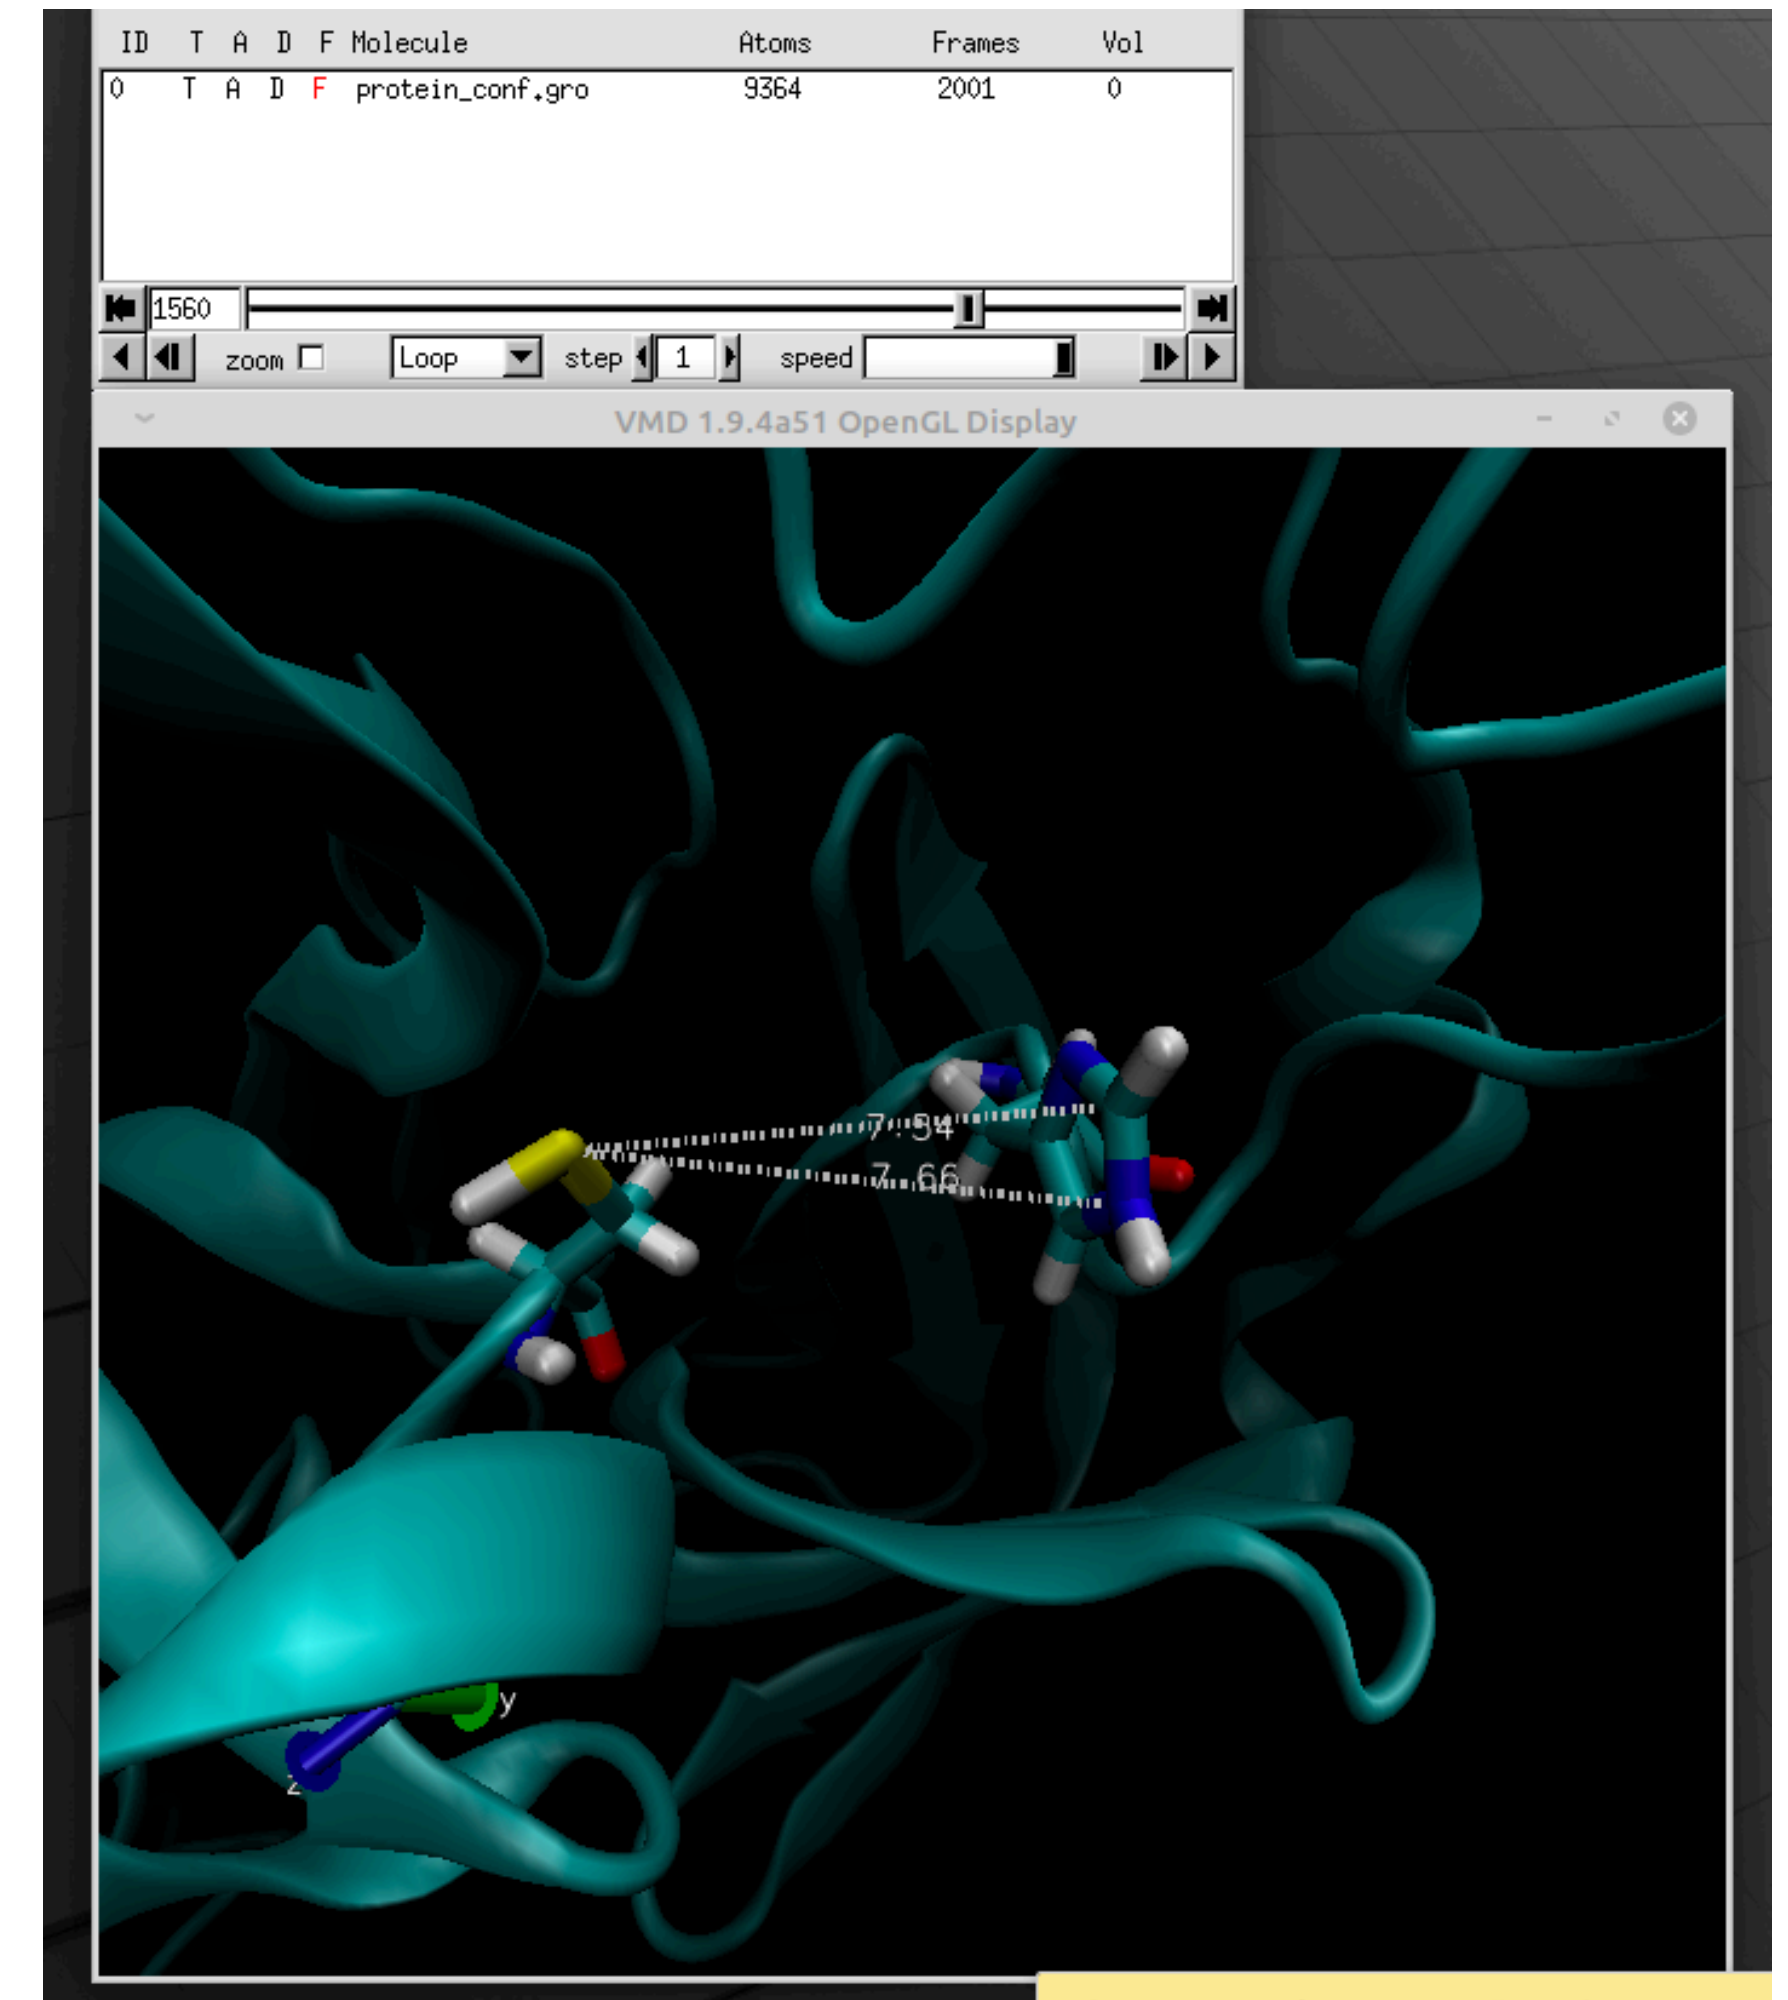 ID T A D F Molecule Atoms Frames Vol
0 T A D F protein_conf.gro 9364 2001 0
1560
zoom Loop step 1 speed
VMD 1.9.4a51 OpenGL Display
7.54
7.66
y
z